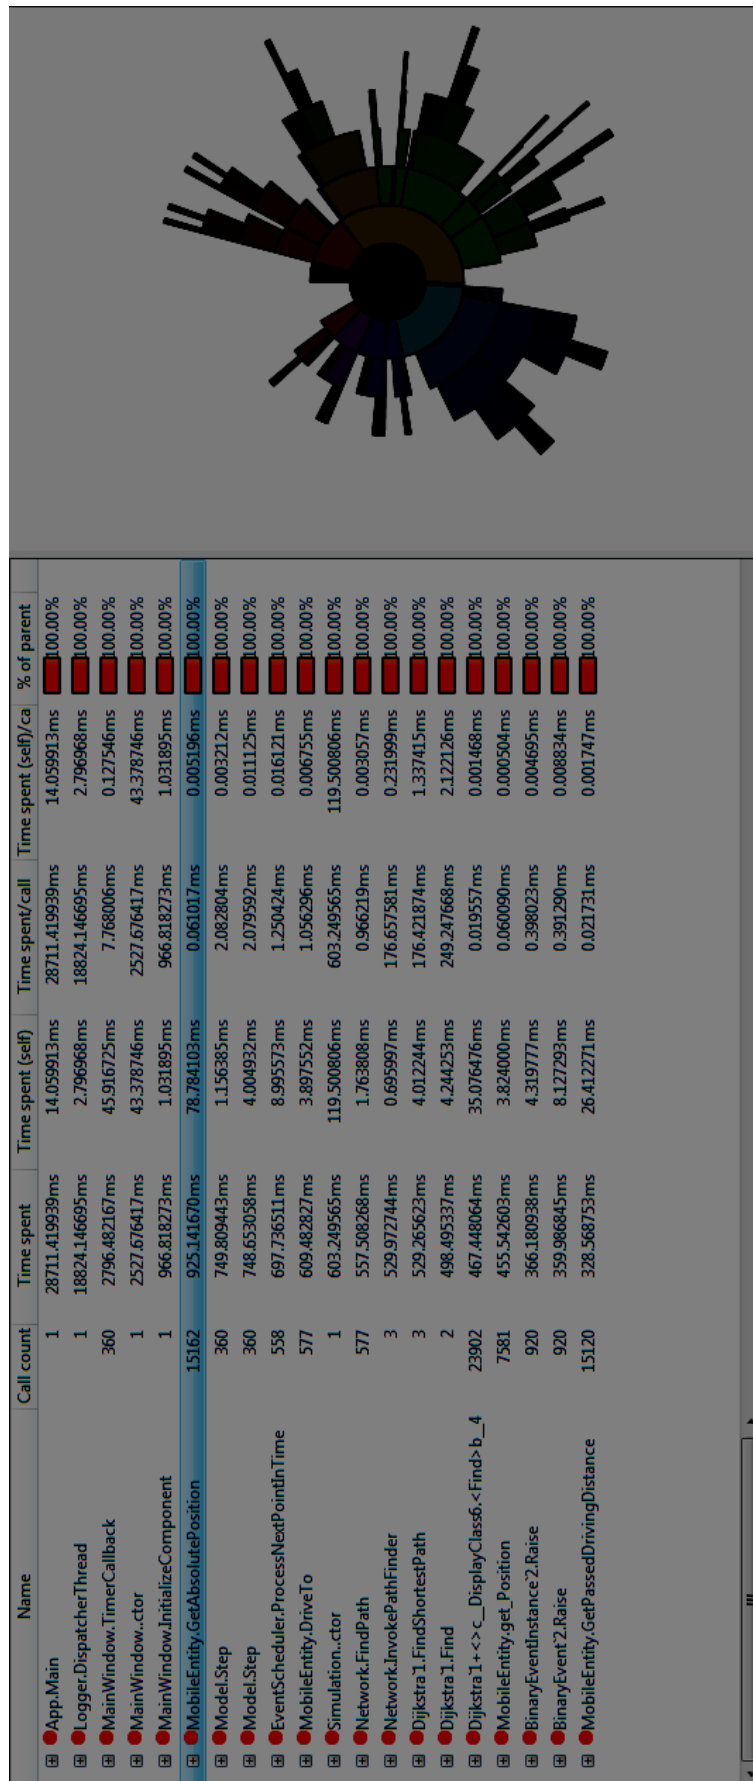 Name Call count Time spent Time spent (self) Time spent/call Time spent (self)/ca % of parent
App.Main 1 28711.419939ms 14.059913ms 28711.419939ms 14.059913ms 100.00%
Logger.DispatcherThread 1 18824.146695ms 2.796968ms 18824.146695ms 2.796968ms 100.00%
MainWindow.TimerCallback 360 2796.482167ms 45.916725ms 7.768006ms 0.127546ms 100.00%
MainWindow..ctor 1 2527.676417ms 43.378746ms 2527.676417ms 43.378746ms 100.00%
MainWindow.InitializeComponent 1 966.818273ms 1.031895ms 966.818273ms 1.031895ms 100.00%
MobileEntity.GetAbsolutePosition 15162 925.141670ms 78.784103ms 0.061017ms 0.005196ms 100.00%
Model.Step 360 749.809443ms 1.156385ms 2.082804ms 0.003212ms 100.00%
Model.Step 360 748.653058ms 4.004932ms 2.079592ms 0.011125ms 100.00%
EventScheduler.ProcessNextPointInTime 558 697.736511ms 8.995573ms 1.250424ms 0.016121ms 100.00%
MobileEntity.DriveTo 577 609.482827ms 3.897552ms 1.056296ms 0.006755ms 100.00%
Simulation..ctor 1 603.249565ms 119.500806ms 603.249565ms 119.500806ms 100.00%
Network.FindPath 577 557.508268ms 1.763808ms 0.966219ms 0.003057ms 100.00%
Network.InvokePathFinder 3 529.972744ms 0.695997ms 176.657581ms 0.231999ms 100.00%
Dijkstra`1.FindShortestPath 3 529.265623ms 4.012244ms 176.421874ms 1.337415ms 100.00%
Dijkstra`1.Find 2 498.495337ms 4.244253ms 249.247668ms 2.122126ms 100.00%
Dijkstra`1+<>c__DisplayClass6.<Find>b__4 23902 467.448064ms 35.076476ms 0.019557ms 0.001468ms 100.00%
MobileEntity.get_Position 7581 455.542603ms 3.824000ms 0.060090ms 0.000504ms 100.00%
BinaryEventInstance`2.Raise 920 366.180938ms 4.319777ms 0.398023ms 0.004695ms 100.00%
BinaryEvent`2.Raise 920 359.986845ms 8.127293ms 0.391290ms 0.008834ms 100.00%
MobileEntity.GetPassedDrivingDistance 15120 328.568753ms 26.412271ms 0.021731ms 0.001747ms 100.00%